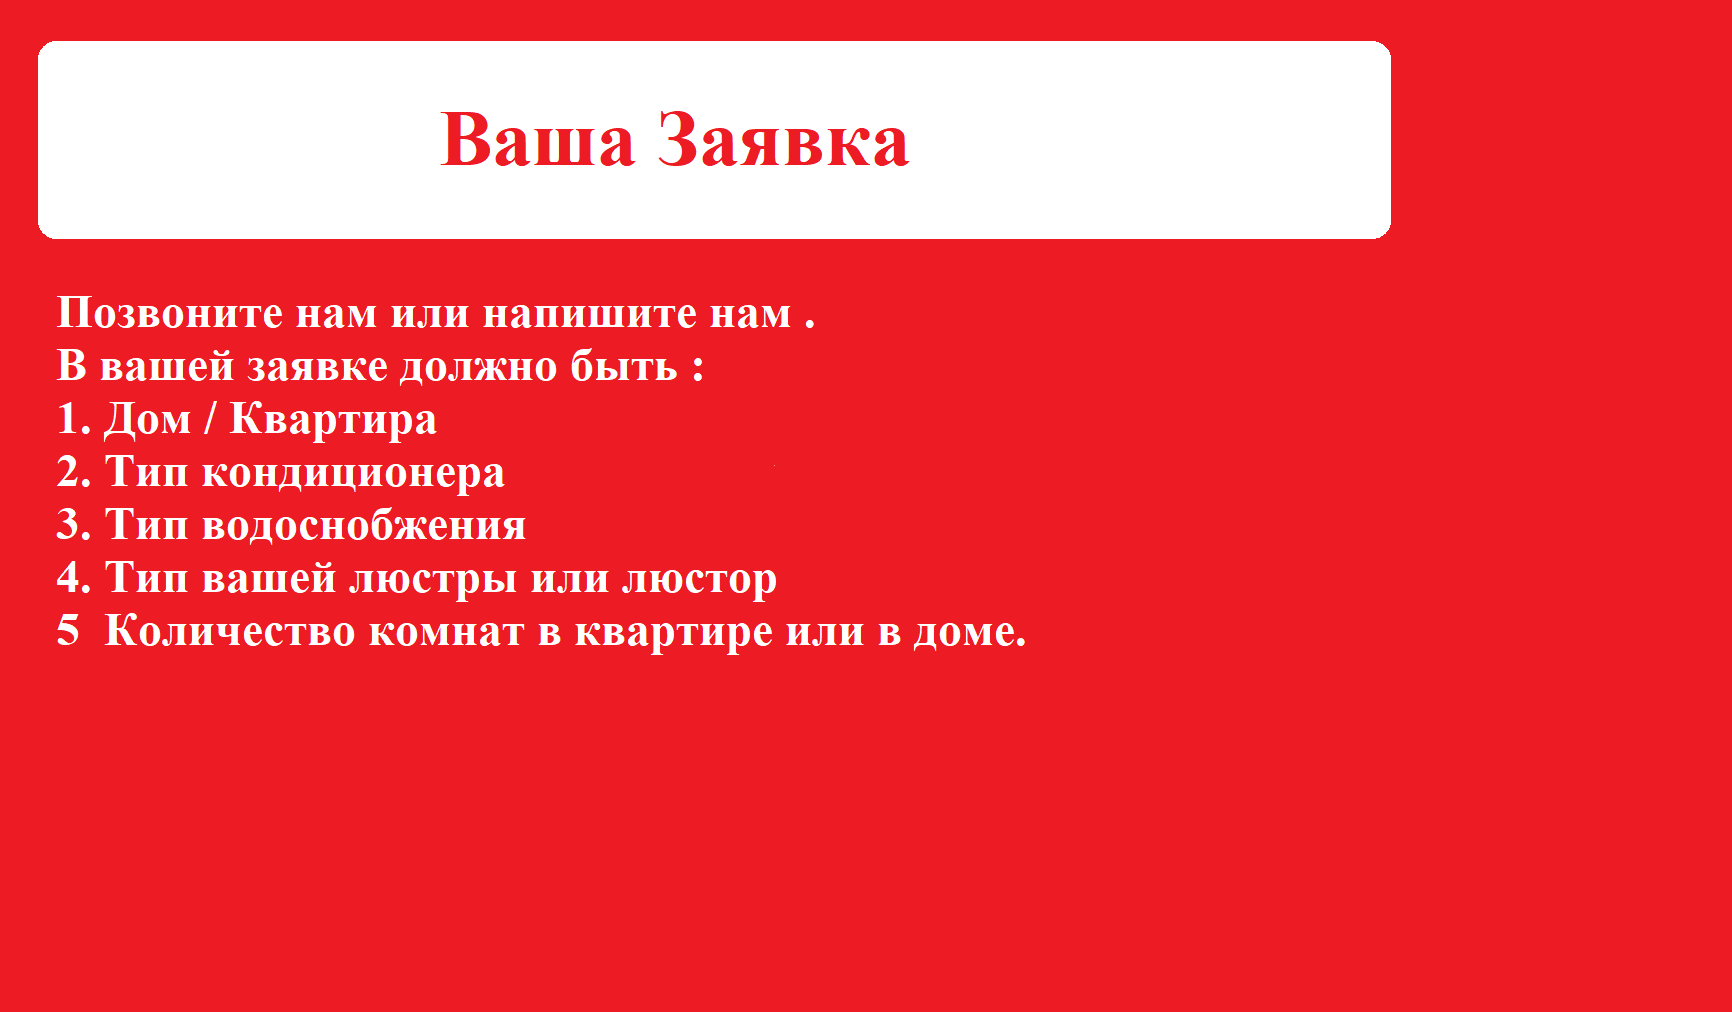 Ваша Заявка
Позвоните нам или напишите нам .
В вашей заявке должно быть :
1. Дом / Квартира
2. Тип кондиционера
3. Тип водоснобжения
4. Тип вашей люстры или люстор
5  Количество комнат в квартире или в доме.